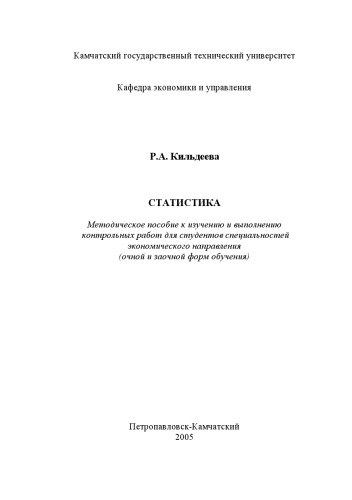 Камчатский государственный технический университет
Кафедра экономики и управления
Р.А. Кильдеева
СТАТИСТИКА
Методическое пособие к изучению и выполнению
контрольных работ для студентов специальностей
экономического направления
(очной и заочной форм обучения)
Петропавловск-Камчатский
2005